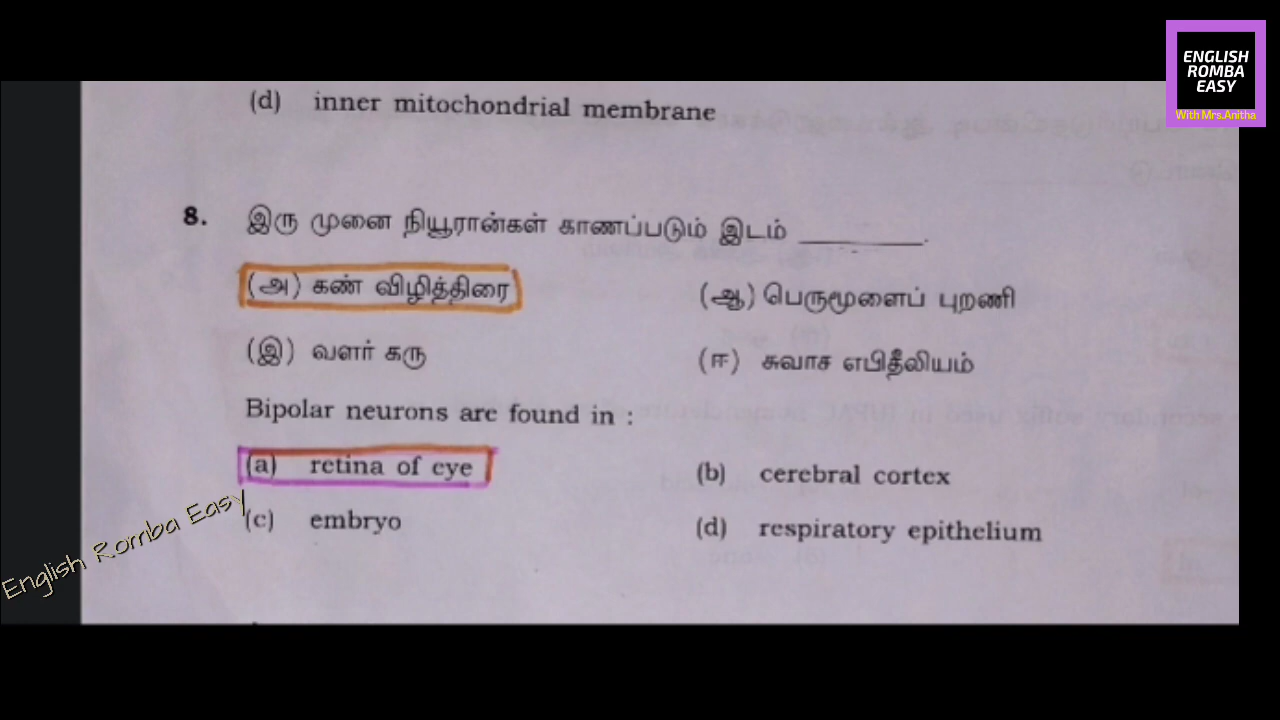 ENGLISH
ROMBA
EASY
With Mrs.Anitha
(d) inner mitochondrial membrane
8. இரு முனை நியூரான்கள் காணப்படும் இடம் ________.
(அ) கண் விழித்திரை (ஆ) பெருமூளைப் புறணி
(இ) வளர் கரு (ஈ) சுவாச எபிதீலியம்
Bipolar neurons are found in :
(a) retina of eye (b) cerebral cortex
(c) embryo (d) respiratory epithelium
English Romba Easy